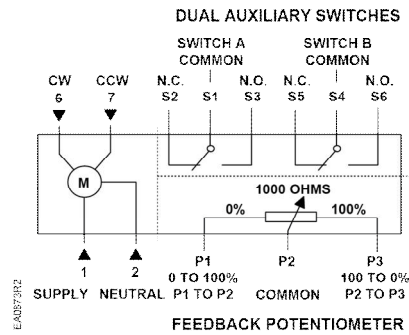 DUAL AUXILIARY SWITCHES
SWITCH A COMMON
SWITCH B COMMON
CW 6
CCW 7
N.C. S2
S1
N.O. S3
N.C. S5
S4
N.O. S6
M
1000 OHMS
0%
100%
1
2
SUPPLY
NEUTRAL
P1
0 TO 100%
P1 TO P2
P2
COMMON
P3
100 TO 0%
P2 TO P3
FEEDBACK POTENTIOMETER
EA0873R2